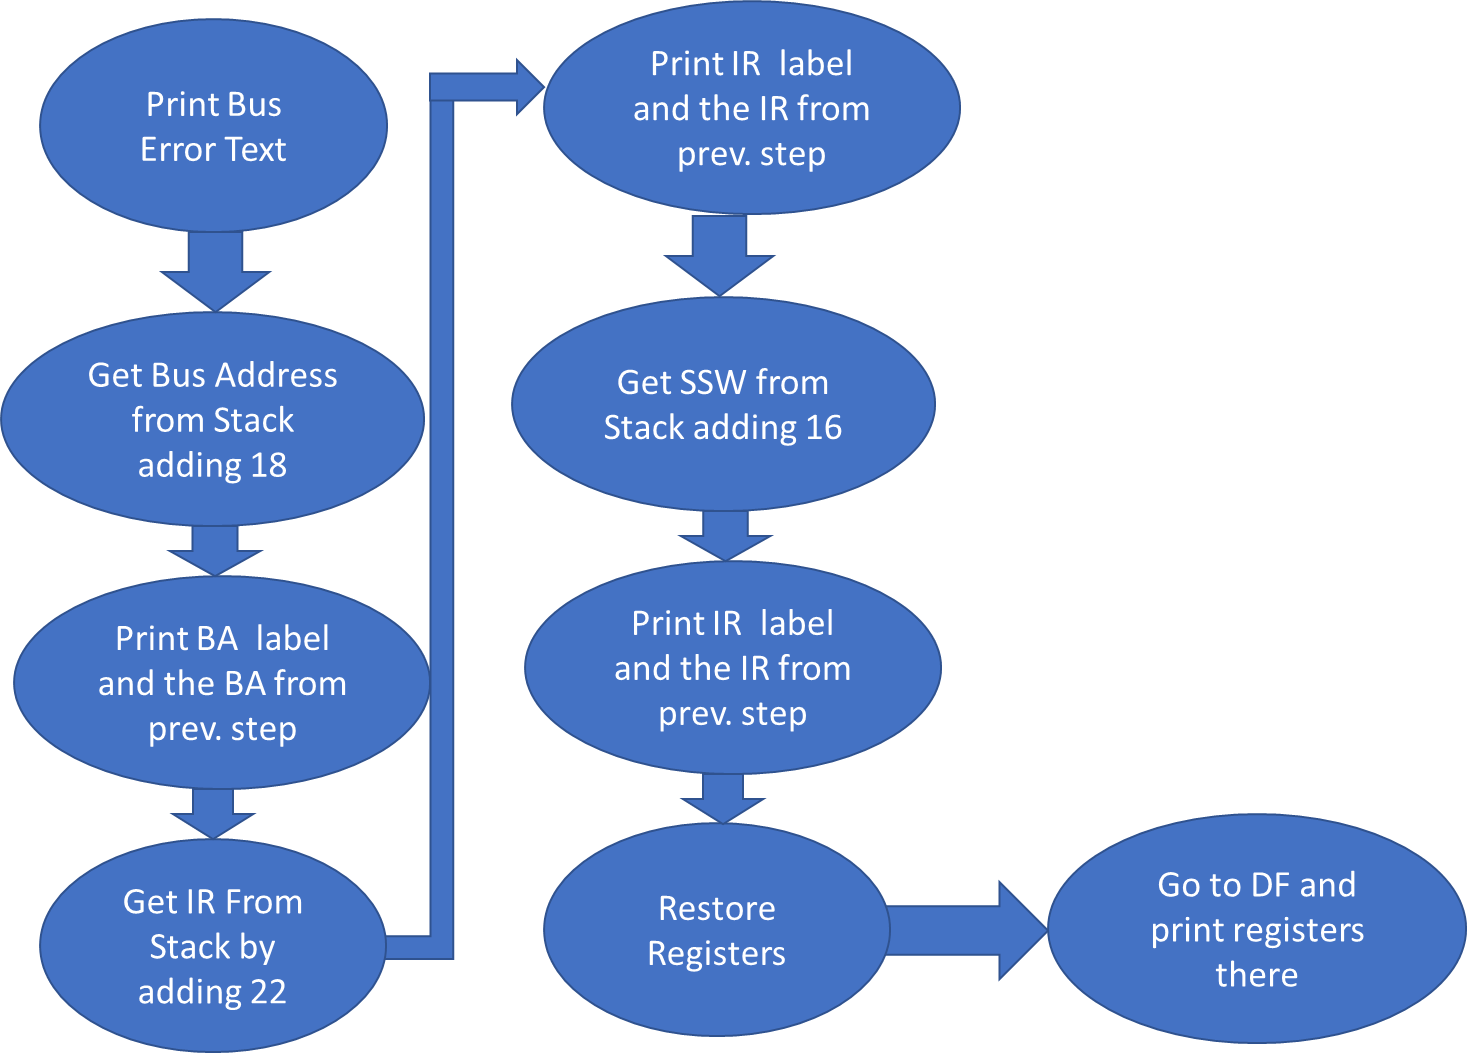 Print Bus
Error Text
Get Bus Address
from Stack
adding 18
Print BA  label
and the BA from
prev. step
Get IR From
Stack by
adding 22
Print IR  label
and the IR from
prev. step
Get SSW from
Stack adding 16
Print IR  label
and the IR from
prev. step
Restore
Registers
Go to DF and
print registers
there